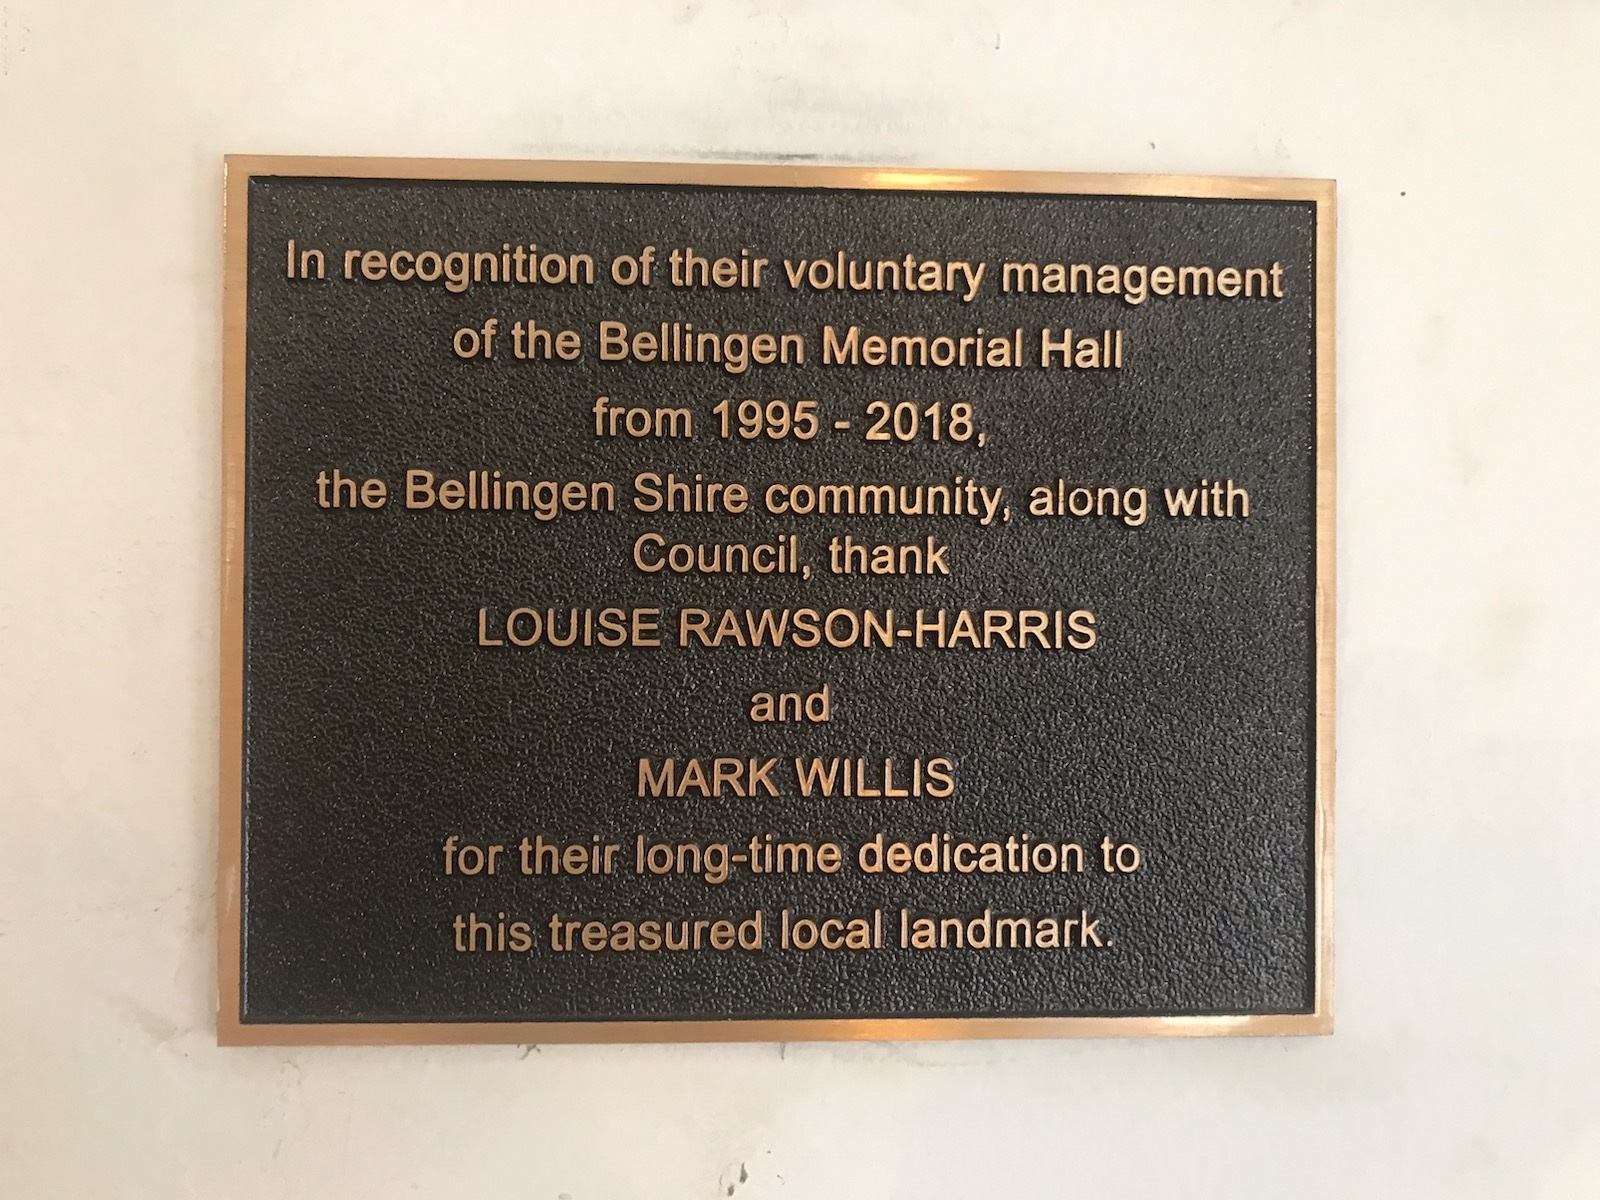 In recognition of their voluntary management
of the Bellingen Memorial Hall
from 1995 - 2018,
the Bellingen Shire community, along with
Council, thank
LOUISE RAWSON-HARRIS
and
MARK WILLIS
for their long-time dedication to
this treasured local landmark.